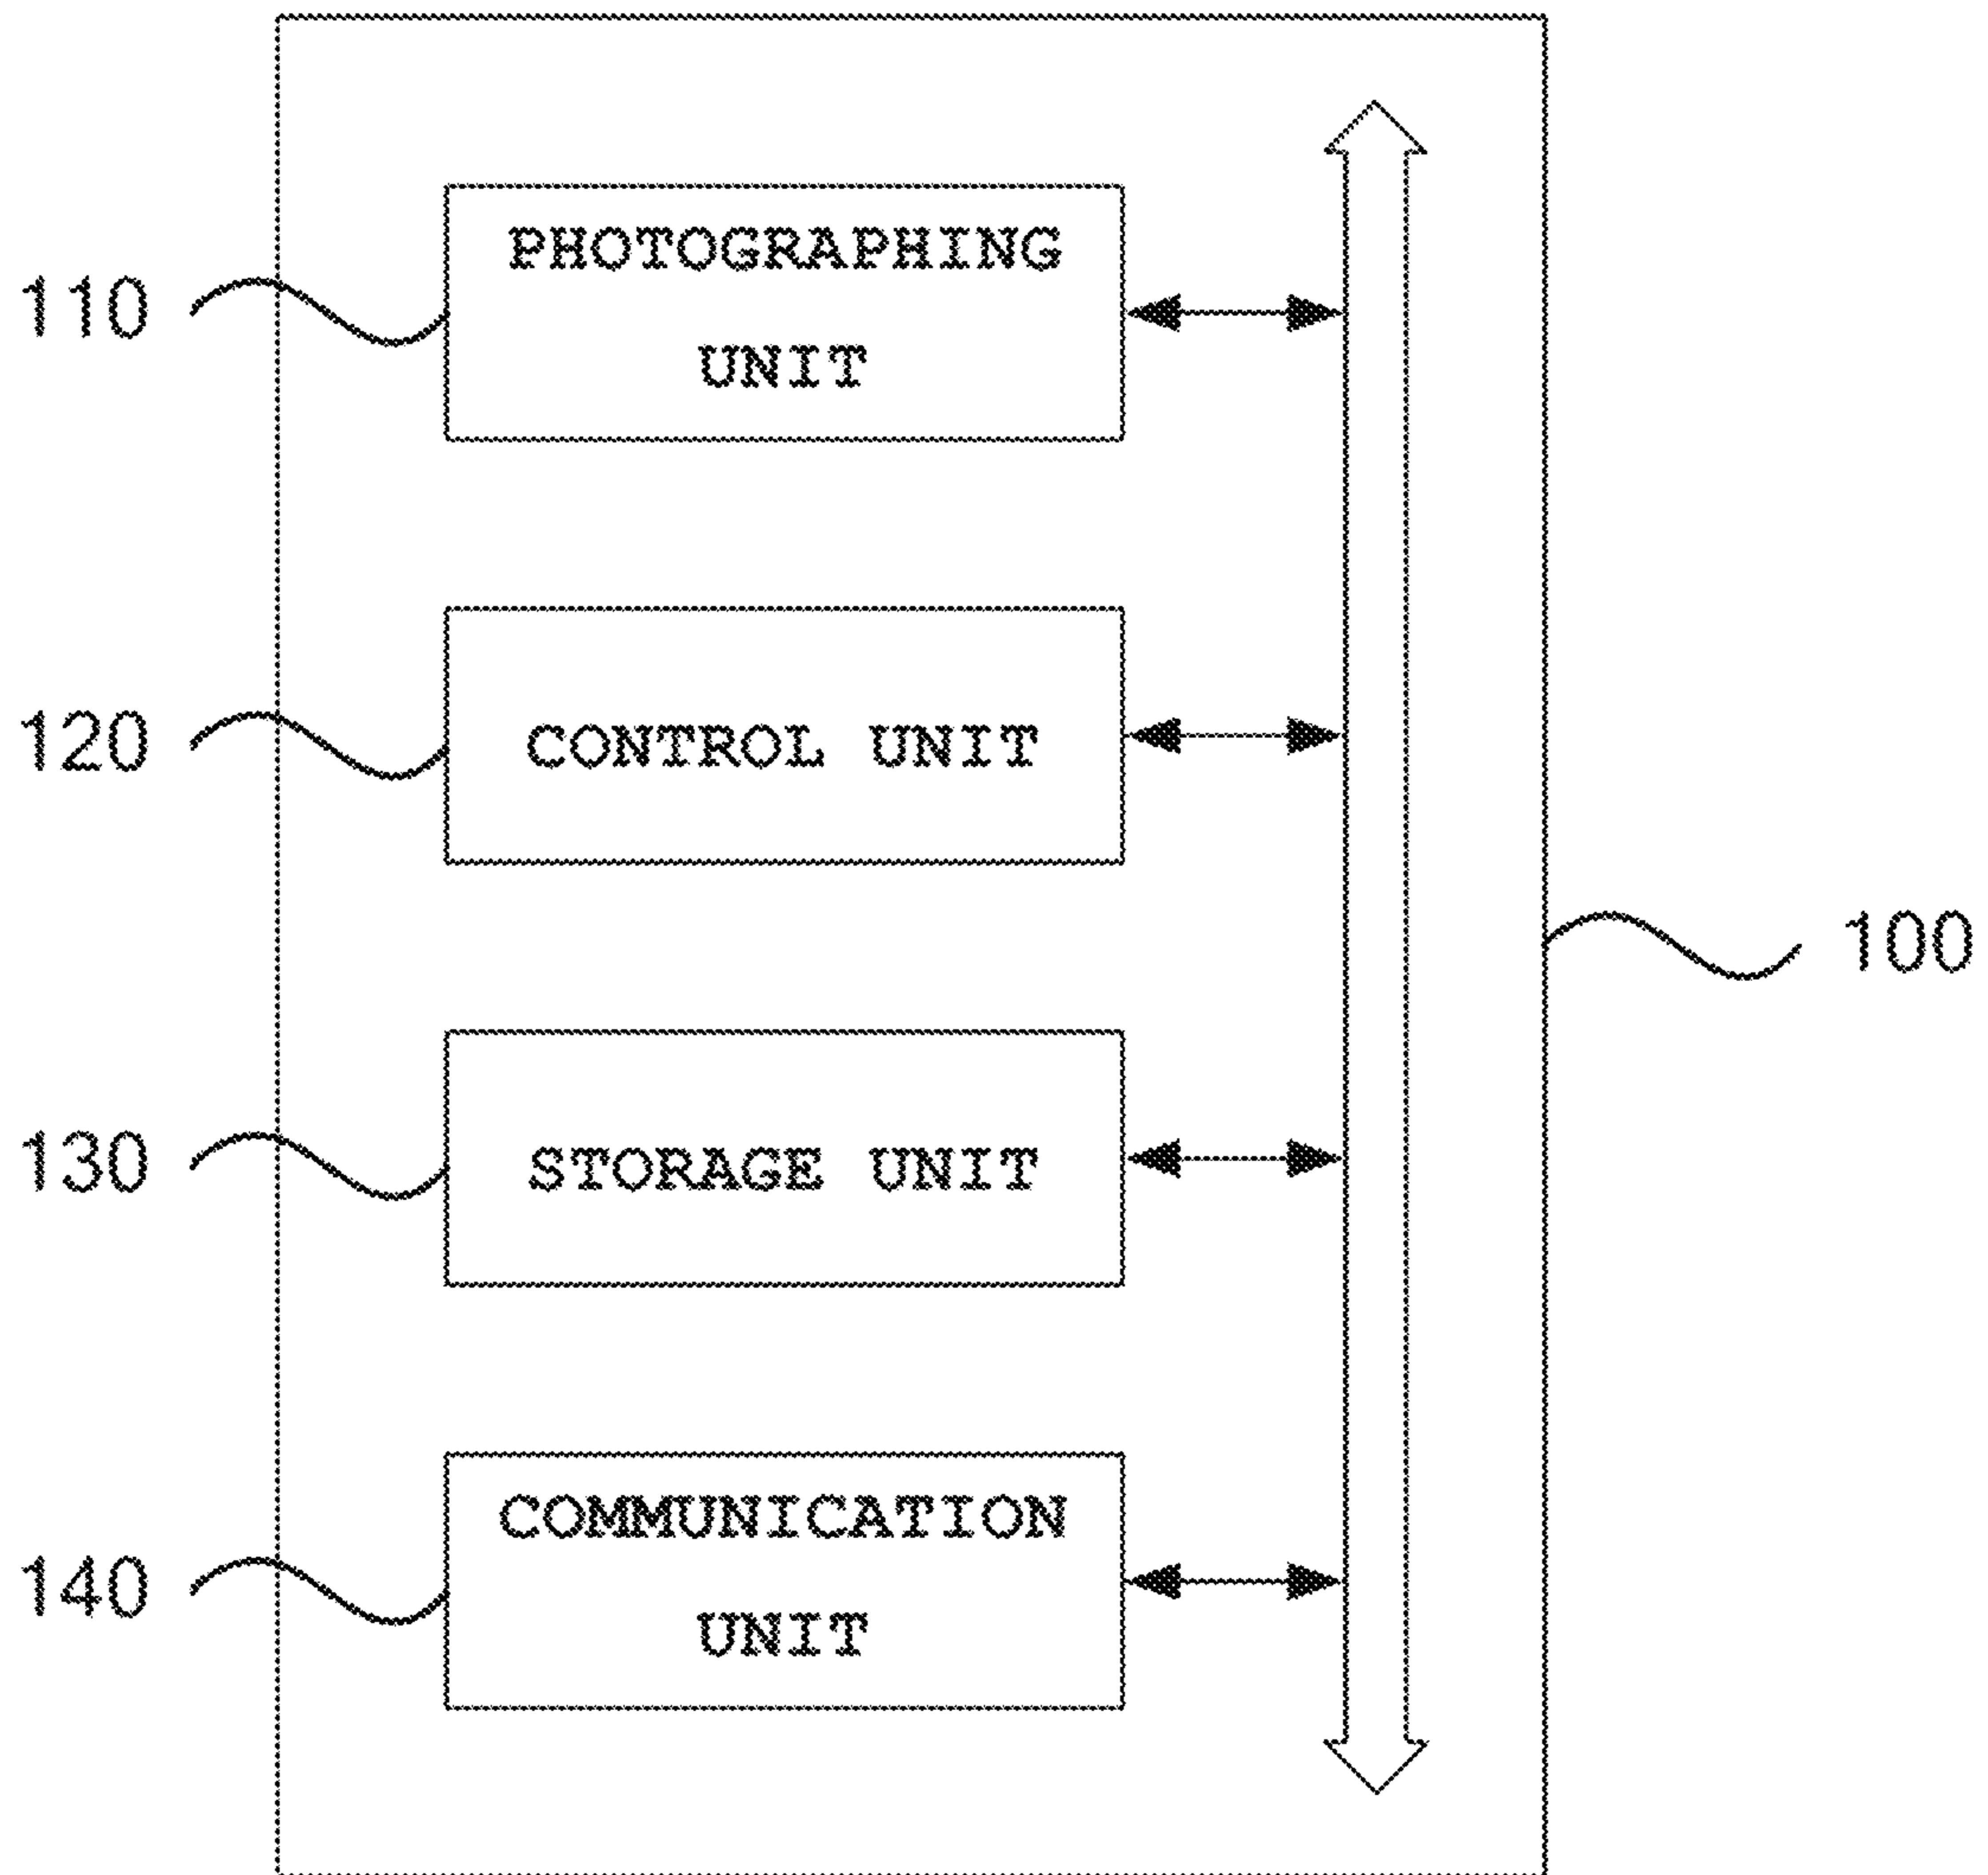 PHOTOGRAPHING
UNIT
110
CONTROL UNIT
120
100
STORAGE UNIT
130
COMMUNICATION
UNIT
140